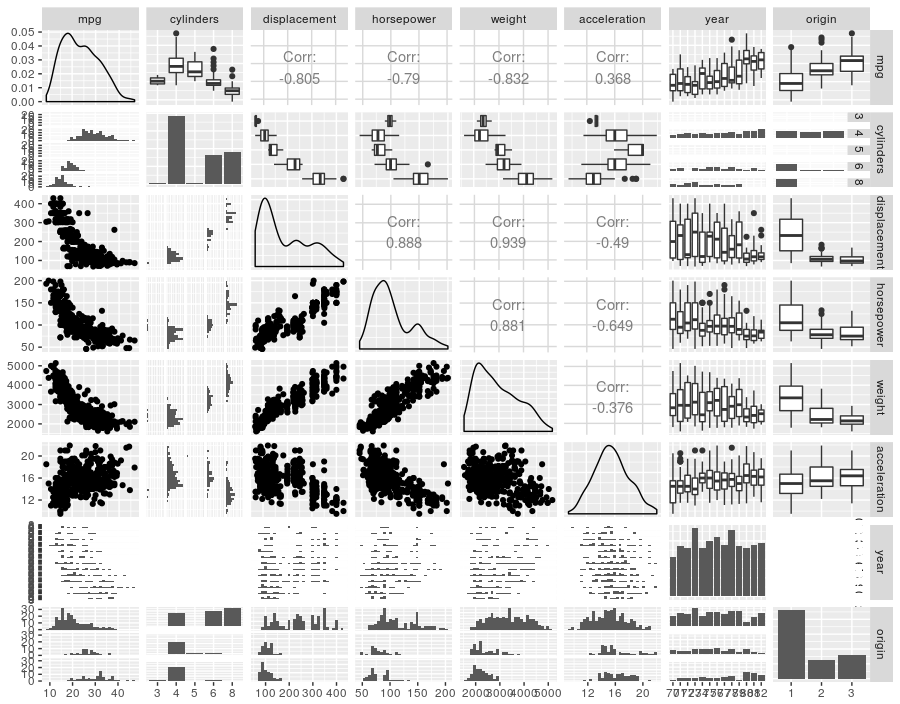 mpg cylinders displacement horsepower weight acceleration year origin
0.05
0.04
0.03
0.02
0.01
0.00
Corr:
-0.805
Corr:
-0.79
Corr:
-0.832
Corr:
0.368
mpg
3
4
5
6
8
cylinders
400
300
200
100
Corr:
0.888
Corr:
0.939
Corr:
-0.49
displacement
200
150
100
50
Corr:
0.881
Corr:
-0.649
horsepower
5000
4000
3000
2000
Corr:
-0.376
weight
20
16
12
acceleration
year
30
20
10
0
origin
10 20 30 40
3 4 5 6 8
100 200 300 400
50 100 150 200
2000 3000 4000 5000
12 16 20
1 2 3